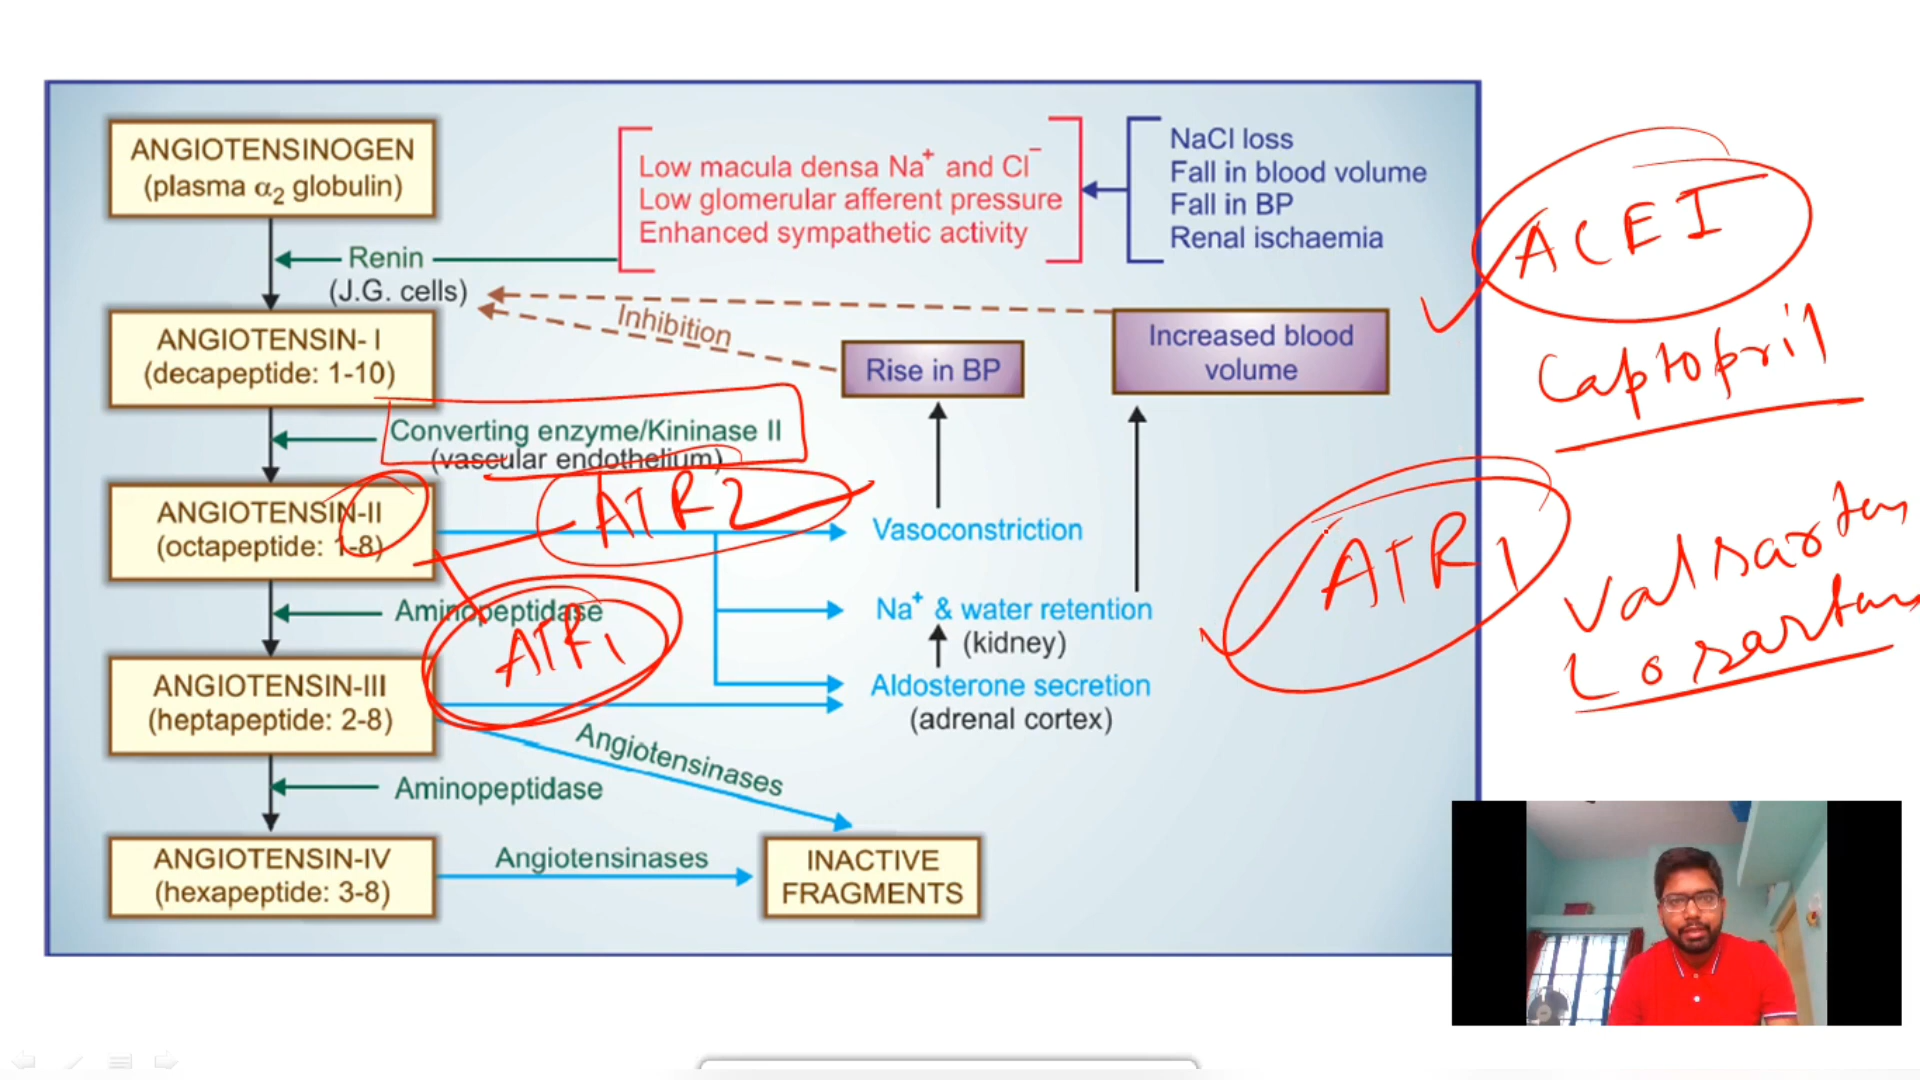 ANGIOTENSINOGEN
(plasma α2 globulin)
Renin
(J.G. cells)
Low macula densa Na+ and Cl−
Low glomerular afferent pressure
Enhanced sympathetic activity
NaCl loss
Fall in blood volume
Fall in BP
Renal ischaemia
ANGIOTENSIN- I
(decapeptide: 1-10)
Inhibition
Rise in BP
Increased blood
volume
Converting enzyme/Kininase II
(vascular endothelium)
ANGIOTENSIN-II
(octapeptide: 1-8)
ATR2
Vasoconstriction
Aminopeptidase
ATR1
Na+ & water retention
(kidney)
ANGIOTENSIN-III
(heptapeptide: 2-8)
Aldosterone secretion
(adrenal cortex)
Angiotensinases
Aminopeptidase
ANGIOTENSIN-IV
(hexapeptide: 3-8)
Angiotensinases
INACTIVE
FRAGMENTS
ACEI
Captopril
ATR1
Valsartan
Losartan